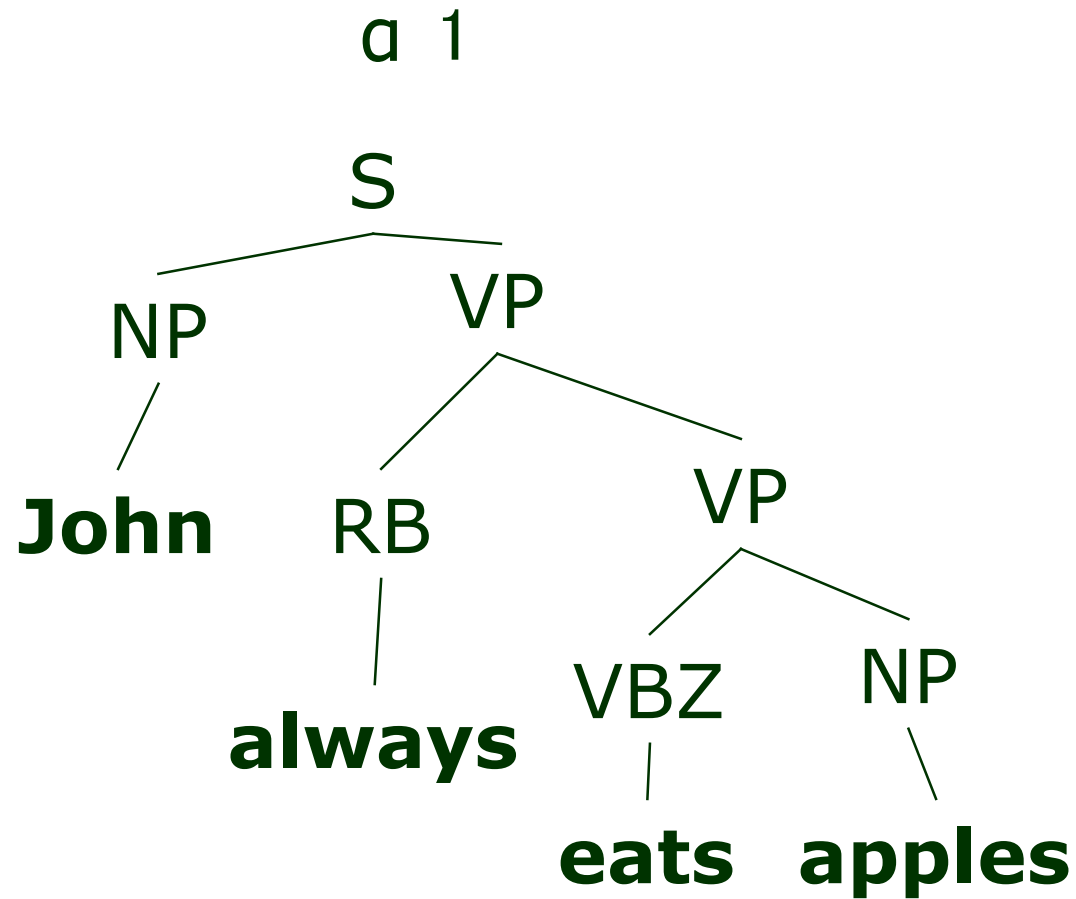 α 1
S
NP VP
John RB VP
always VBZ NP
eats apples